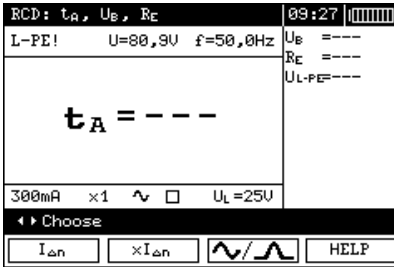 RCD: tA, UB, RE 09:27
L-PE! U=80,9V f=50,0Hz
UB =---
RE =---
UL-PE=---
tA=---
300mA ×1 UL=25V
Choose
IΔn ×IΔn HELP